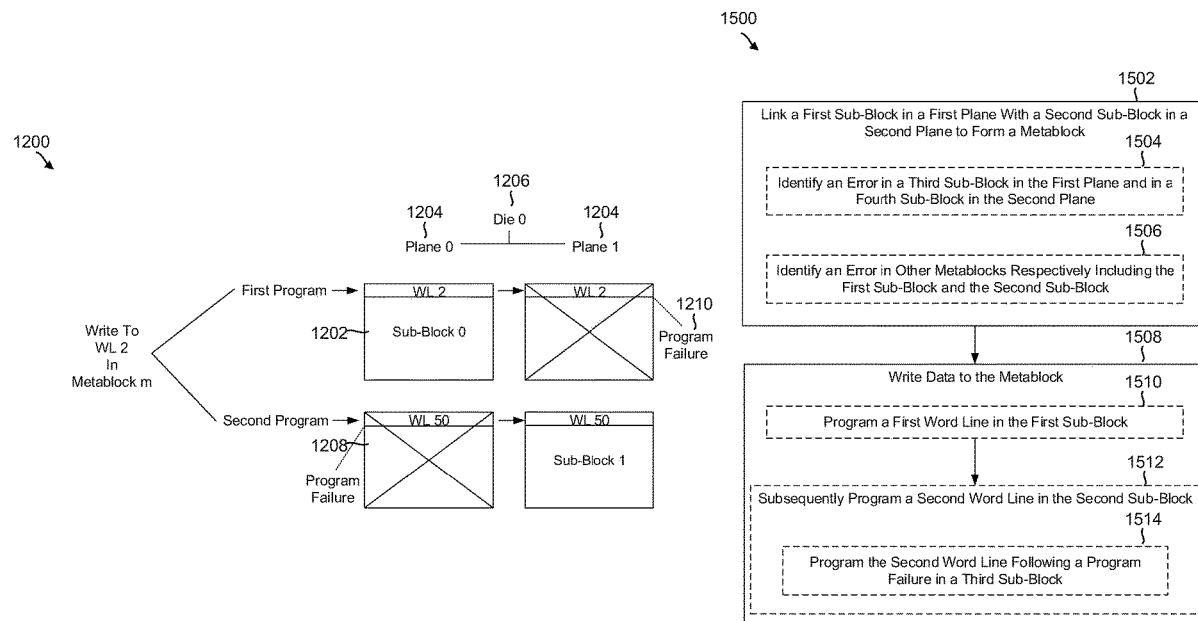 1200
1206
Die 0
1204
1204
Plane 0
Plane 1
First Program
WL 2
WL 2
1210
1202
Sub-Block 0
Program
Failure
Write To
WL 2
In
Metablock m
Second Program
WL 50
WL 50
1208
Sub-Block 1
Program
Failure
1500
1502
Link a First Sub-Block in a First Plane With a Second Sub-Block in a
Second Plane to Form a Metablock
1504
Identify an Error in a Third Sub-Block in the First Plane and in a
Fourth Sub-Block in the Second Plane
1506
Identify an Error in Other Metablocks Respectively Including the
First Sub-Block and the Second Sub-Block
1508
Write Data to the Metablock
1510
Program a First Word Line in the First Sub-Block
1512
Subsequently Program a Second Word Line in the Second Sub-Block
1514
Program the Second Word Line Following a Program
Failure in a Third Sub-Block